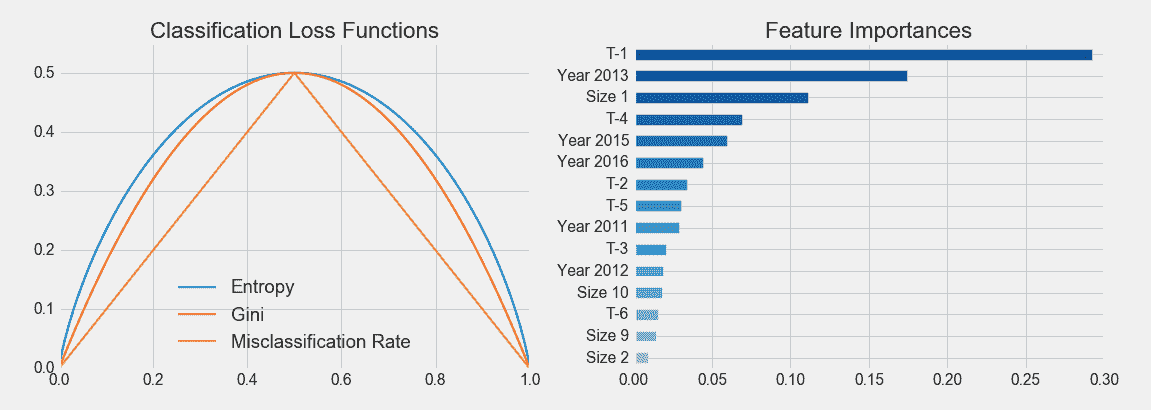 Classification Loss Functions
0.5
0.4
0.3
0.2
0.1
0.0
Entropy
Gini
Misclassification Rate
0.0 0.2 0.4 0.6 0.8 1.0
Feature Importances
T-1
Year 2013
Size 1
T-4
Year 2015
Year 2016
T-2
T-5
Year 2011
T-3
Year 2012
Size 10
T-6
Size 9
Size 2
0.00 0.05 0.10 0.15 0.20 0.25 0.30